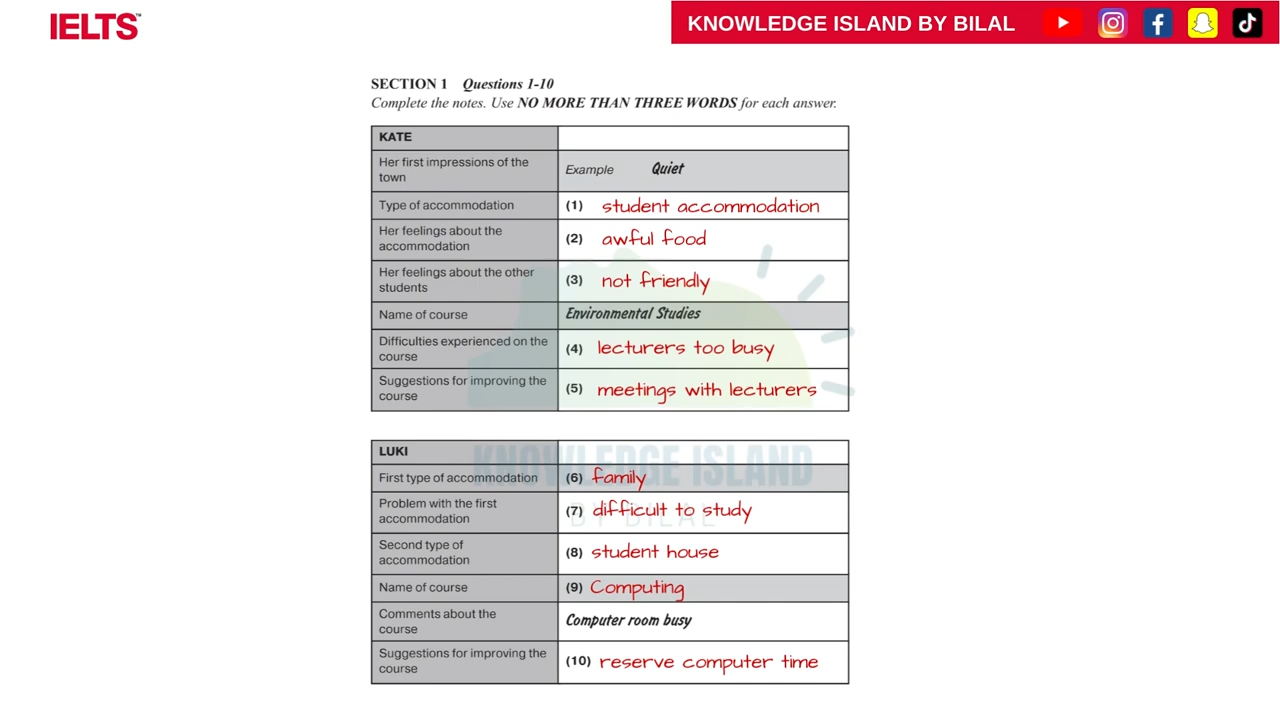 IELTS™
KNOWLEDGE ISLAND BY BILAL
SECTION 1 Questions 1-10
Complete the notes. Use NO MORE THAN THREE WORDS for each answer.
KATE
Her first impressions of the
town
Example Quiet
Type of accommodation
(1) student accommodation
Her feelings about the
accommodation
(2) awful food
Her feelings about the other
students
(3) not friendly
Name of course
Environmental Studies
Difficulties experienced on the
course
(4) lecturers too busy
Suggestions for improving the
course
(5) meetings with lecturers
LUKI
KNOWLEDGE ISLAND
BY BILAL
First type of accommodation
(6) family
Problem with the first
accommodation
(7) difficult to study
Second type of
accommodation
(8) student house
Name of course
(9) Computing
Comments about the
course
Computer room busy
Suggestions for improving the
course
(10) reserve computer time